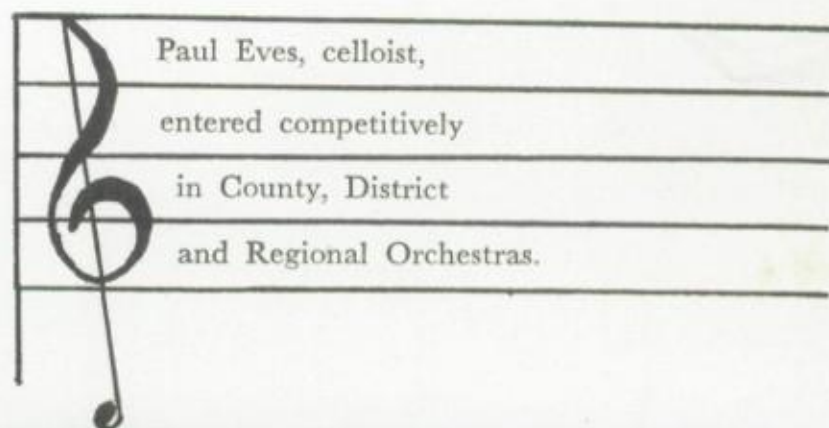 Paul Eves, celloist,
entered competitively
in County, District
and Regional Orchestras.